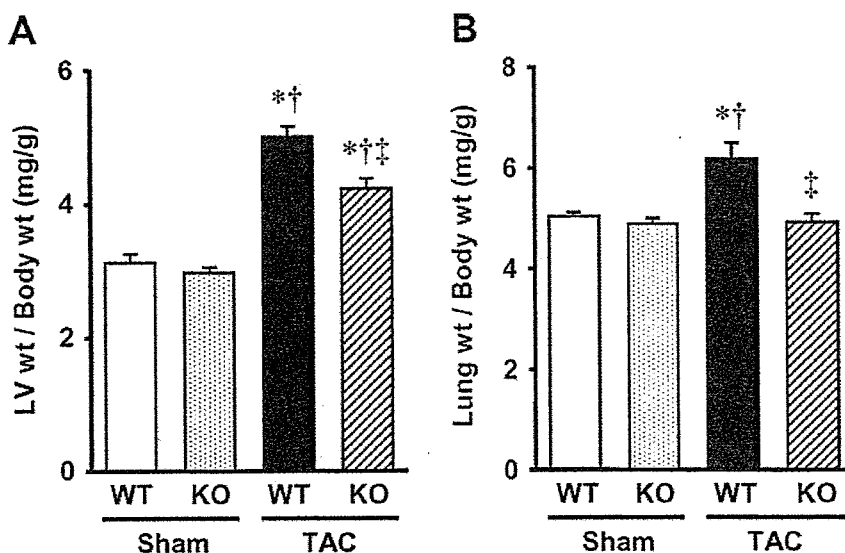 A
LV wt / Body wt (mg/g)
6
4
2
0
*†
*†‡
WT KO WT KO
Sham TAC
B
Lung wt / Body wt (mg/g)
8
6
4
2
0
*†
‡
WT KO WT KO
Sham TAC